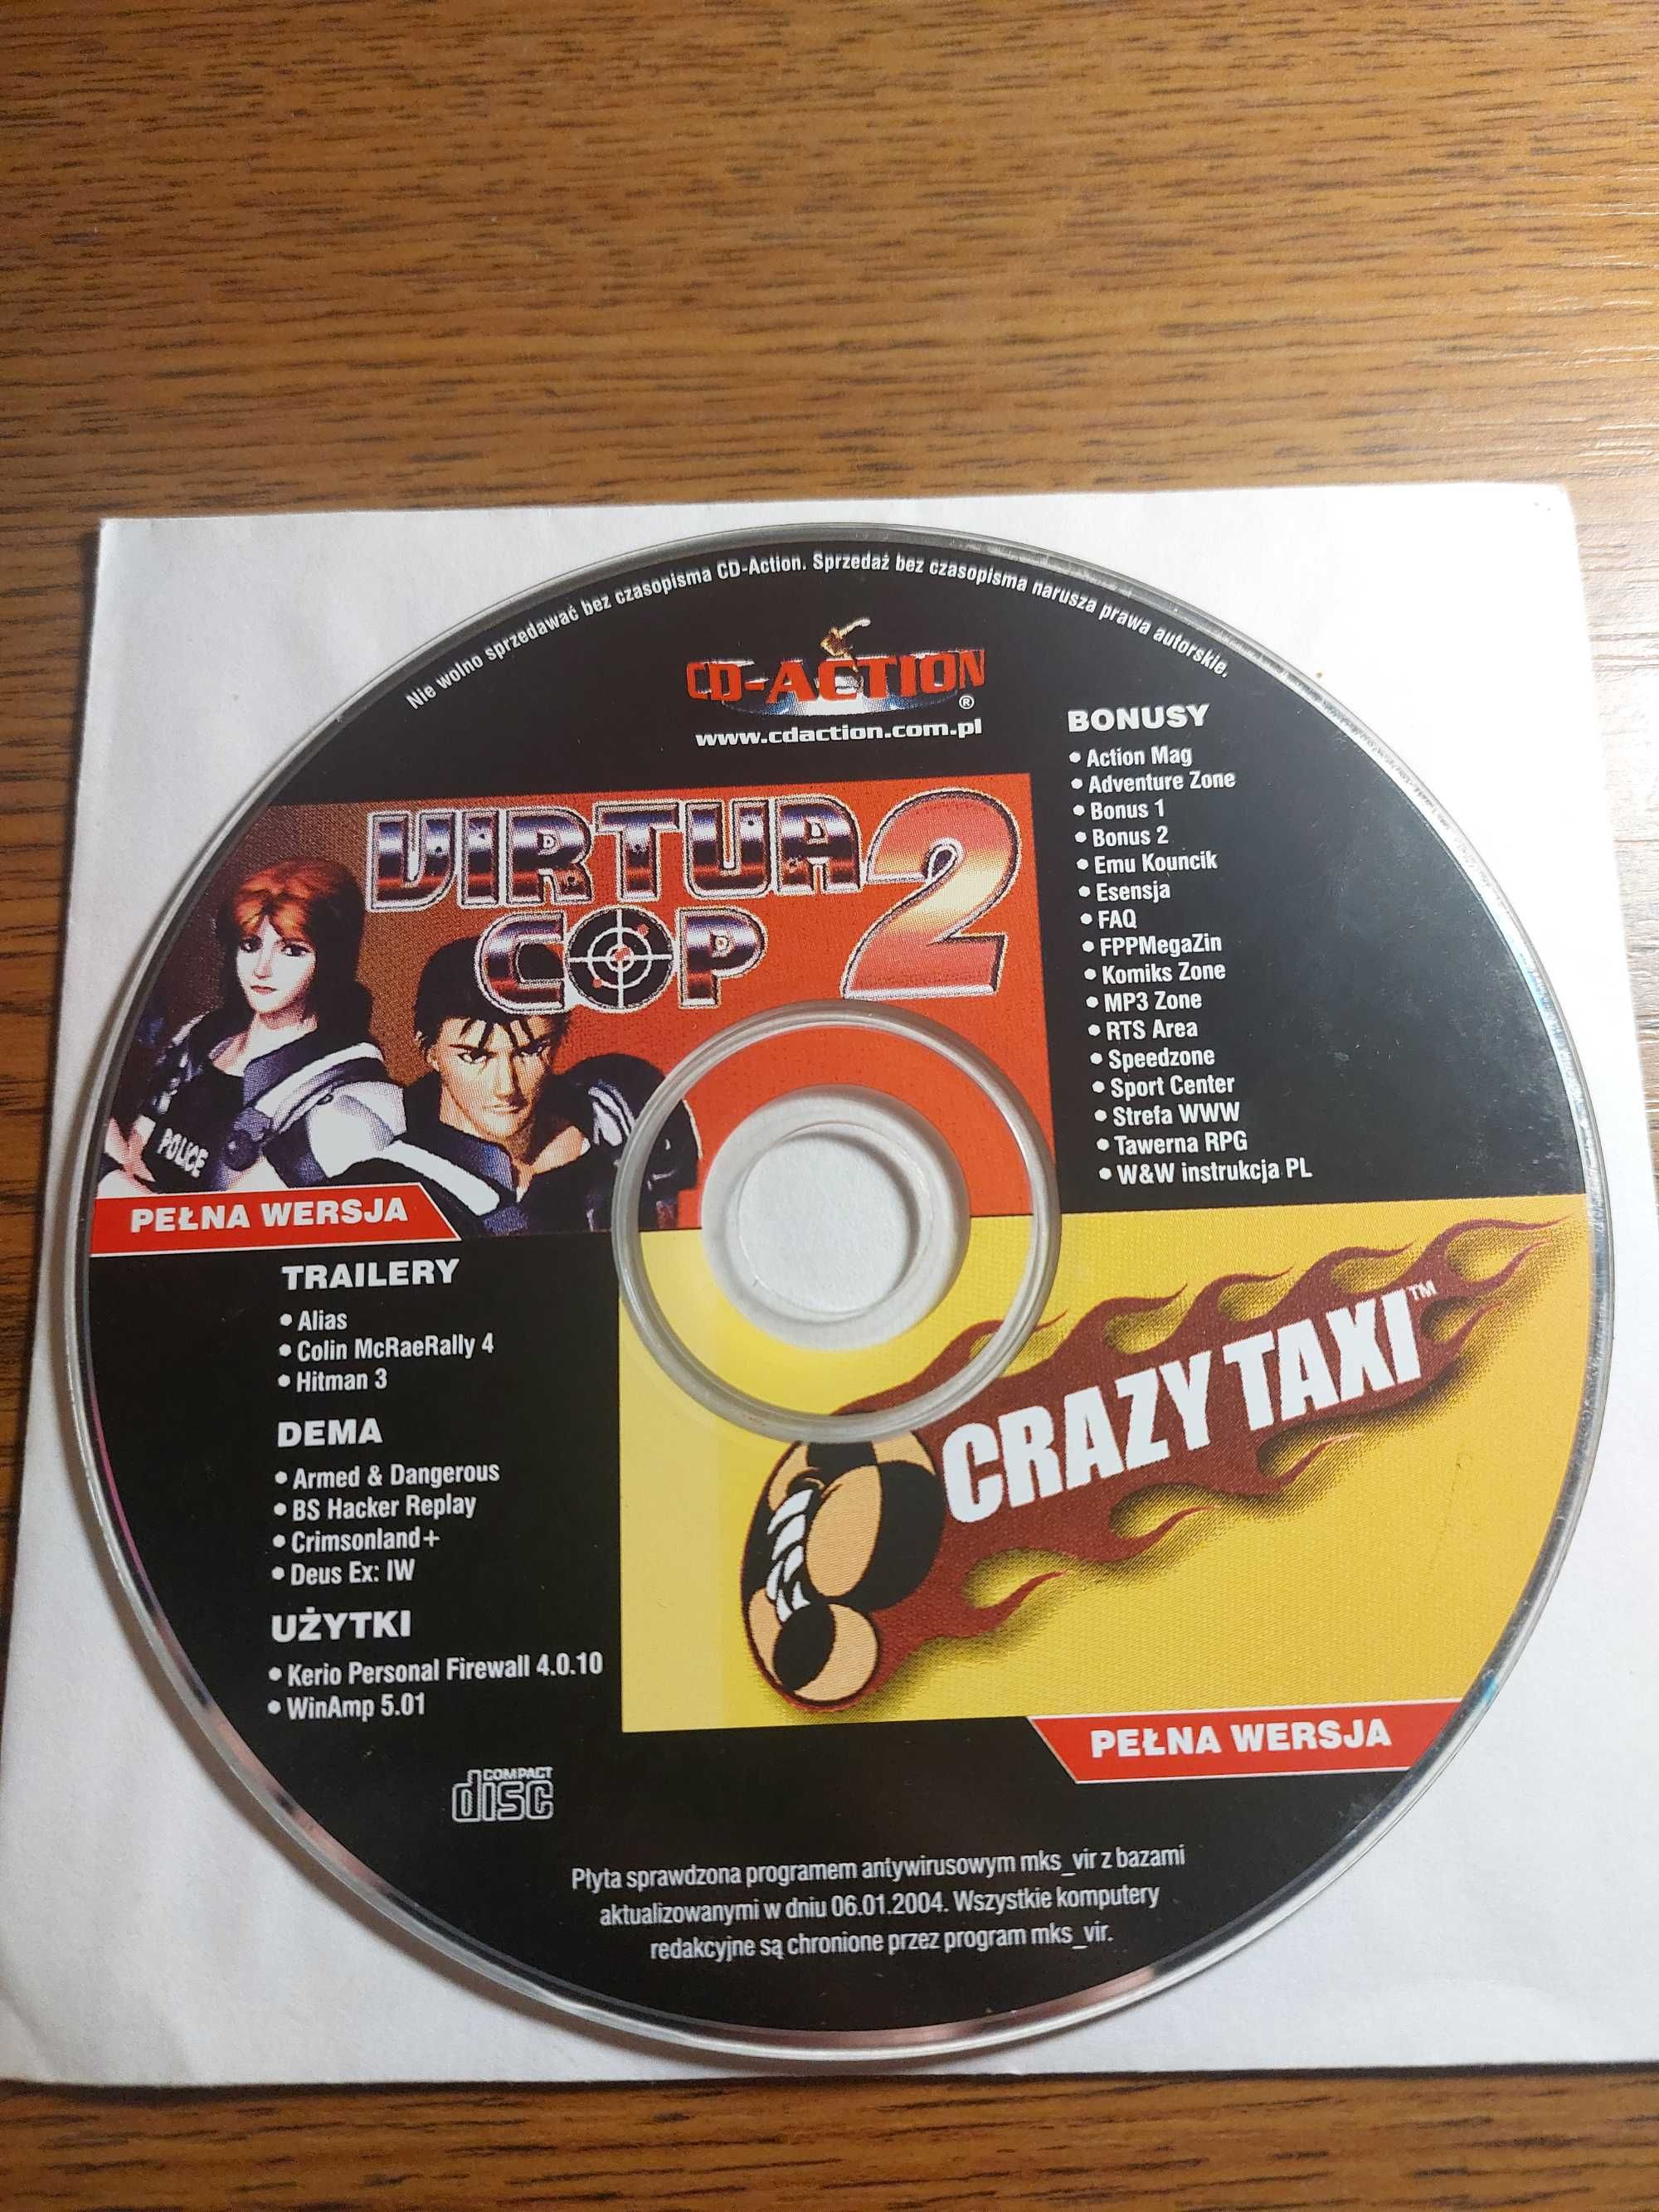 Nie wolno sprzedawać bez czasopisma CD-Action. Sprzedaż bez czasopisma narusza prawa autorskie.
CD-ACTION
®
www.cdaction.com.pl
VIRTUA
COP 2
POLICE
PEŁNA WERSJA
BONUSY
• Action Mag
• Adventure Zone
• Bonus 1
• Bonus 2
• Emu Kouncik
• Esensja
• FAQ
• FPPMegaZin
• Komiks Zone
• MP3 Zone
• RTS Area
• Speedzone
• Sport Center
• Strefa WWW
• Tawerna RPG
• W&W instrukcja PL
TRAILERY
• Alias
• Colin McRaeRally 4
• Hitman 3
DEMA
• Armed & Dangerous
• BS Hacker Replay
• Crimsonland+
• Deus Ex: IW
UŻYTKI
• Kerio Personal Firewall 4.0.10
• WinAmp 5.01
CRAZY TAXI™
PEŁNA WERSJA
COMPACT
disc
Płyta sprawdzona programem antywirusowym mks_vir z bazami
aktualizowanymi w dniu 06.01.2004. Wszystkie komputery
redakcyjne są chronione przez program mks_vir.